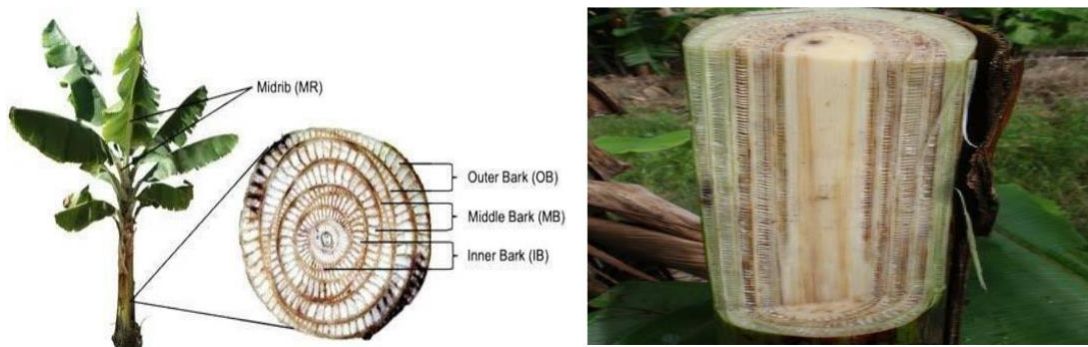 Midrib (MR)
Outer Bark (OB)
Middle Bark (MB)
Inner Bark (IB)